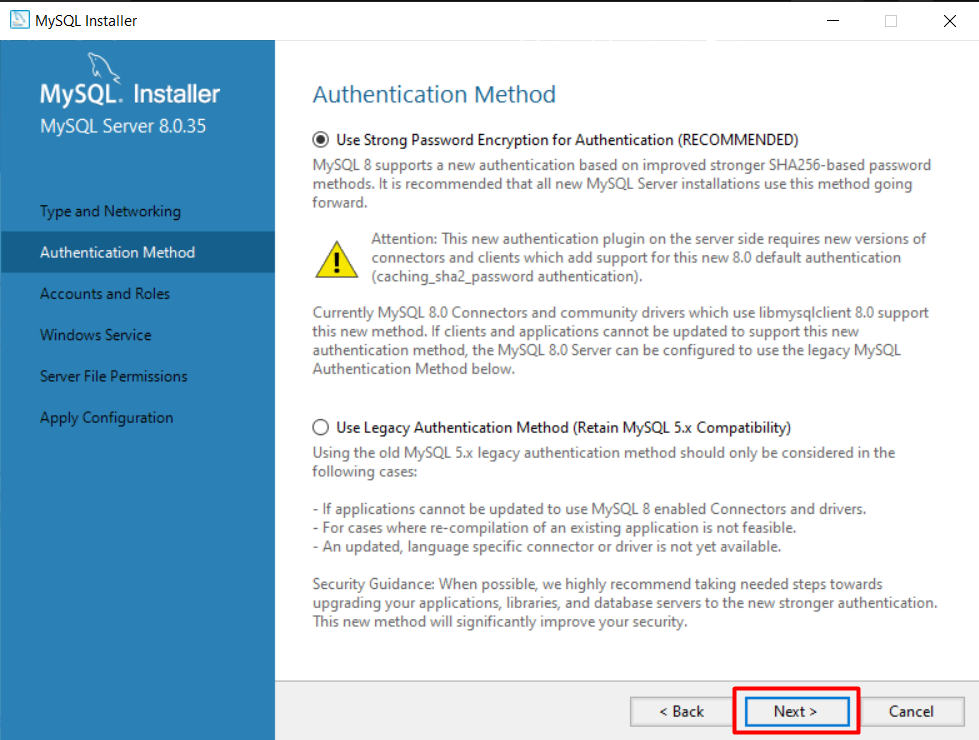 MySQL Installer
MySQL. Installer
MySQL Server 8.0.35
Type and Networking
Authentication Method
Accounts and Roles
Windows Service
Server File Permissions
Apply Configuration
Authentication Method
Use Strong Password Encryption for Authentication (RECOMMENDED)
MySQL 8 supports a new authentication based on improved stronger SHA256-based password
methods. It is recommended that all new MySQL Server installations use this method going
forward.
Attention: This new authentication plugin on the server side requires new versions of
connectors and clients which add support for this new 8.0 default authentication
(caching_sha2_password authentication).
Currently MySQL 8.0 Connectors and community drivers which use libmysqlclient 8.0 support
this new method. If clients and applications cannot be updated to support this new
authentication method, the MySQL 8.0 Server can be configured to use the legacy MySQL
Authentication Method below.
Use Legacy Authentication Method (Retain MySQL 5.x Compatibility)
Using the old MySQL 5.x legacy authentication method should only be considered in the
following cases:
- If applications cannot be updated to use MySQL 8 enabled Connectors and drivers.
- For cases where re-compilation of an existing application is not feasible.
- An updated, language specific connector or driver is not yet available.
Security Guidance: When possible, we highly recommend taking needed steps towards
upgrading your applications, libraries, and database servers to the new stronger authentication.
This new method will significantly improve your security.
< Back
Next >
Cancel